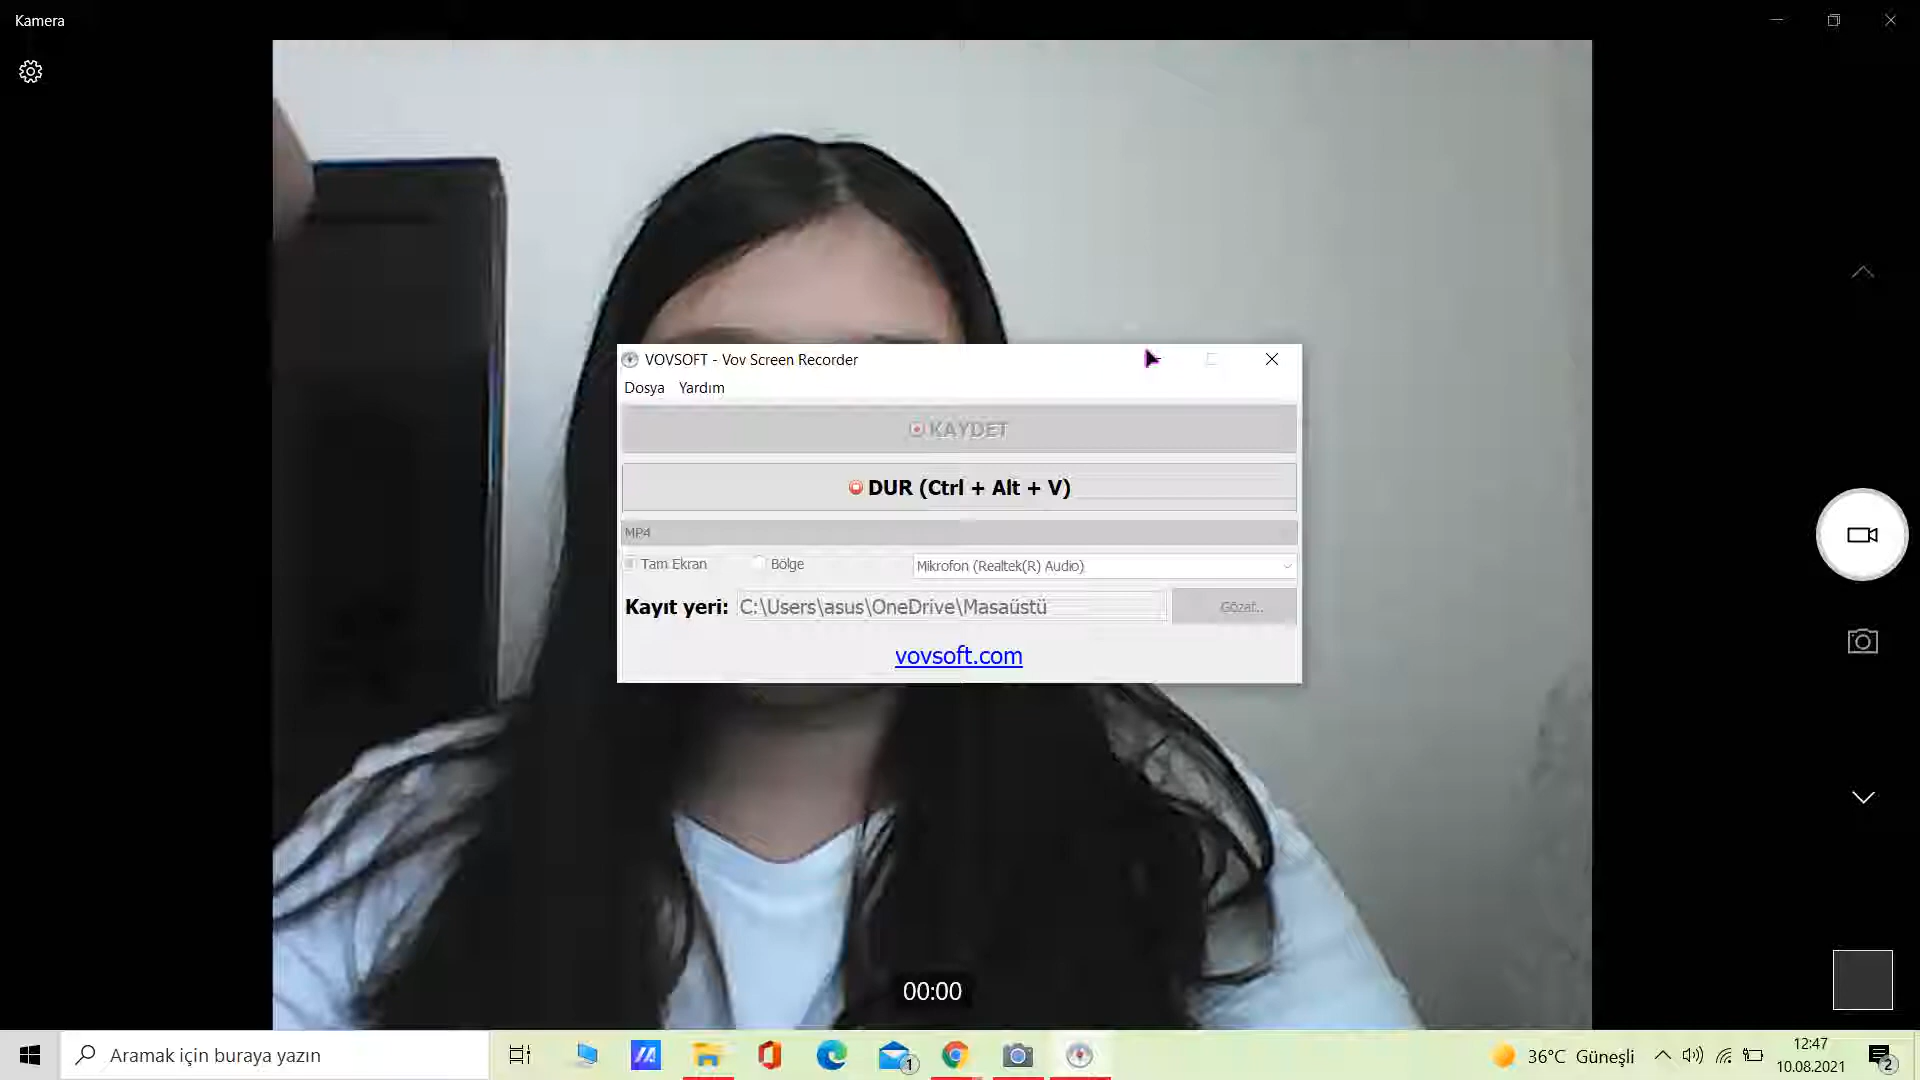 Kamera
VOVSOFT - Vov Screen Recorder
Dosya Yardım
KAYDET
DUR (Ctrl + Alt + V)
MP4
Tam Ekran Bölge Mikrofon (Realtek(R) Audio)
Kayıt yeri: C:\Users\asus\OneDrive\Masaüstü Gözat..
vovsoft.com
00:00
Aramak için buraya yazın 1 36°C Güneşli 12:47
10.08.2021 2